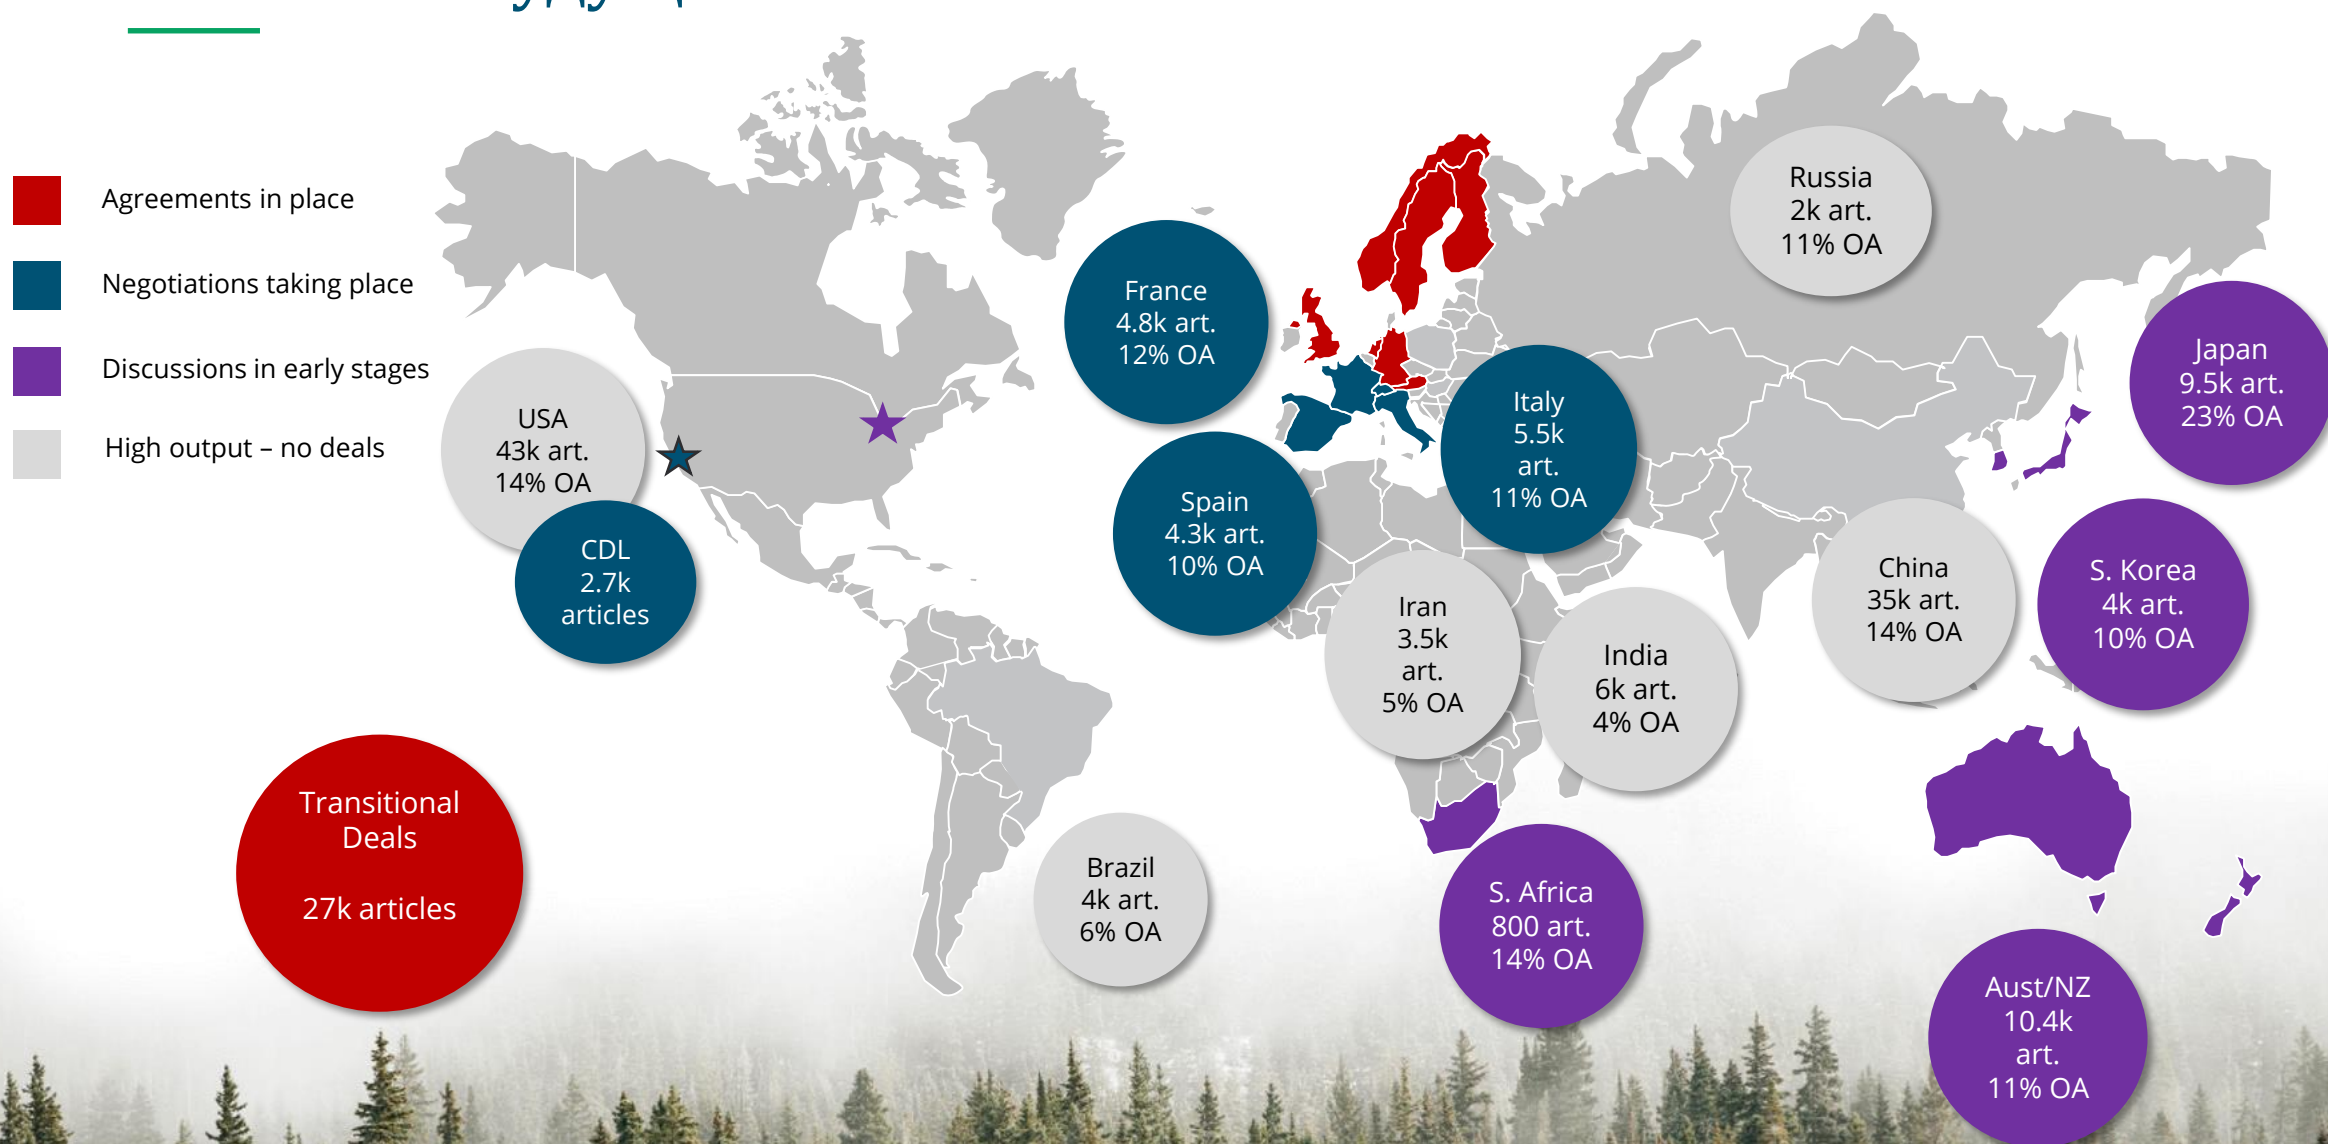 Agreements in place
Negotiations taking place
Discussions in early stages
High output – no deals
USA
43k art.
14% OA
CDL
2.7k
articles
Transitional
Deals
27k articles
France
4.8k art.
12% OA
Spain
4.3k art.
10% OA
Italy
5.5k
art.
11% OA
Iran
3.5k
art.
5% OA
India
6k art.
4% OA
Brazil
4k art.
6% OA
S. Africa
800 art.
14% OA
Russia
2k art.
11% OA
Japan
9.5k art.
23% OA
China
35k art.
14% OA
S. Korea
4k art.
10% OA
Aust/NZ
10.4k
art.
11% OA